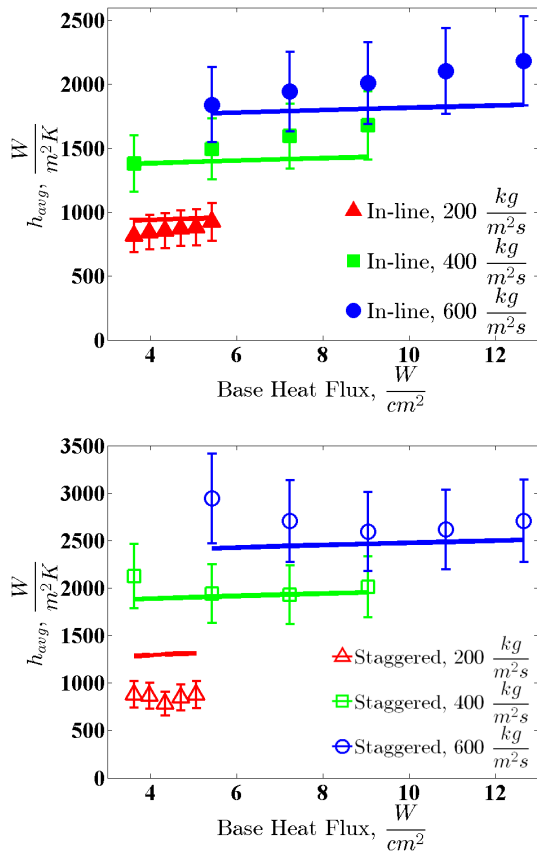 2500
2000
1500
1000
500
0
h_avg, W/m²K
In-line, 200 kg/m²s
In-line, 400 kg/m²s
In-line, 600 kg/m²s
4 6 8 10 12
Base Heat Flux, W/cm²
3500
3000
2500
2000
1500
1000
500
0
h_avg, W/m²K
Staggered, 200 kg/m²s
Staggered, 400 kg/m²s
Staggered, 600 kg/m²s
4 6 8 10 12
Base Heat Flux, W/cm²